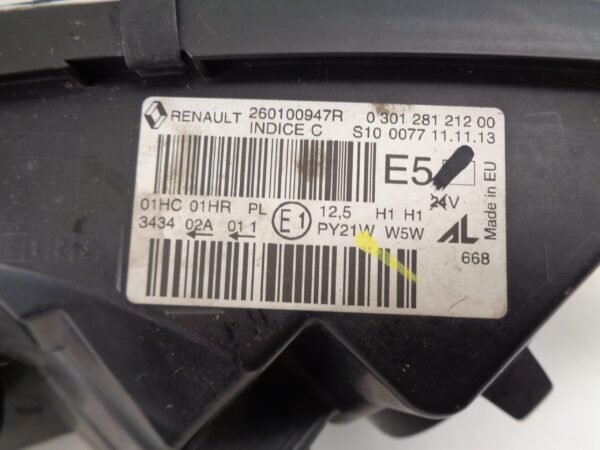 RENAULT 260100947R 0 301 281 212 00
INDICE C S10 0077 11.11.13
E5
Made in EU
01HC 01HR PL E1 12,5 H1 H1 24V
3434 02A 01 1 PY21W W5W AL
668